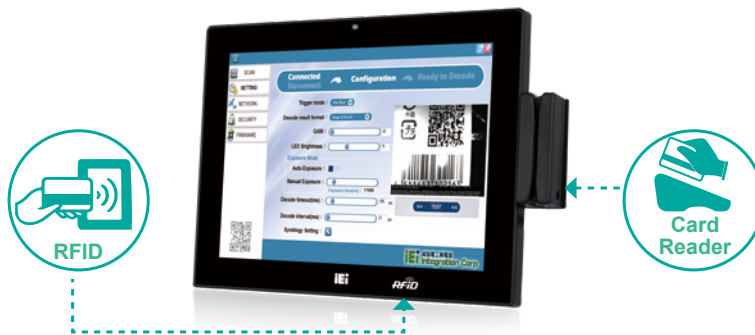 SCAN
SETTING
NETWORK
SECURITY
FIRMWARE
Connected
Disconnect
Configuration
Ready to Decode
Trigger mode :
Decode result format :
GAIN :
LED Brightness :
Exposure Mode
Auto Exposure :
Manual Exposure :
Decode timeout(ms) :
Decode interval(ms) :
Symbology Setting :
TEST
iEi Integration Corp.
iEi
RFID
RFID
Card
Reader